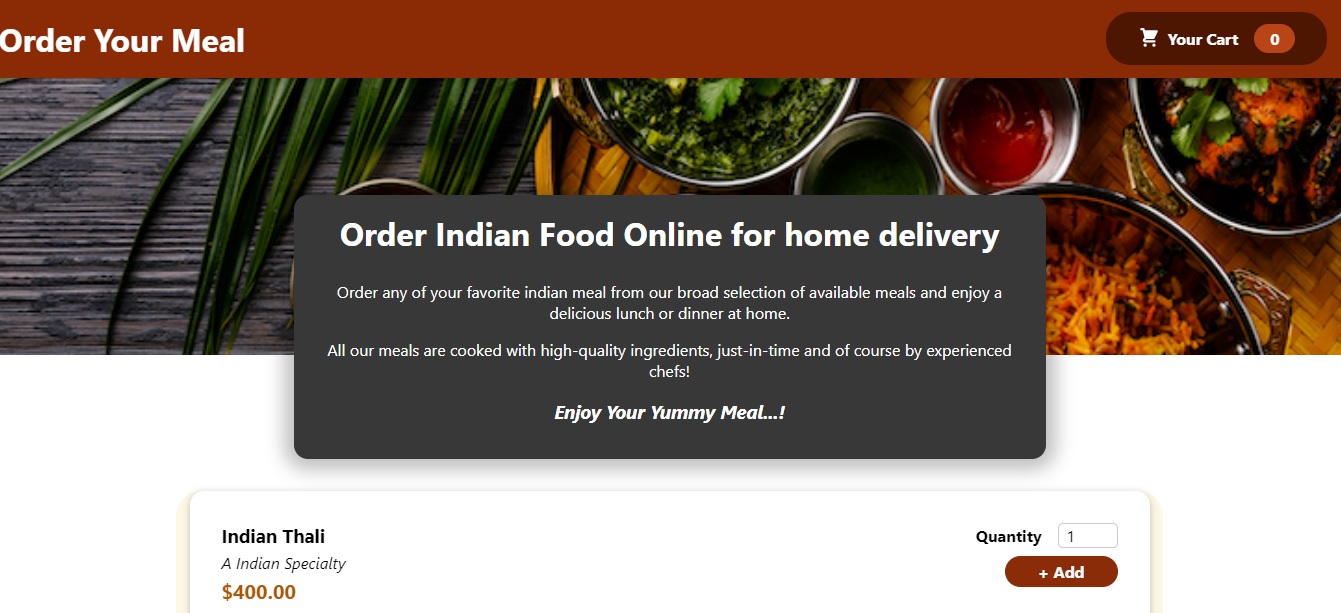 Order Your Meal
Your Cart 0
Order Indian Food Online for home delivery
Order any of your favorite indian meal from our broad selection of available meals and enjoy a
delicious lunch or dinner at home.
All our meals are cooked with high-quality ingredients, just-in-time and of course by experienced
chefs!
Enjoy Your Yummy Meal...!
Indian Thali
A Indian Specialty
$400.00
Quantity 1
+ Add